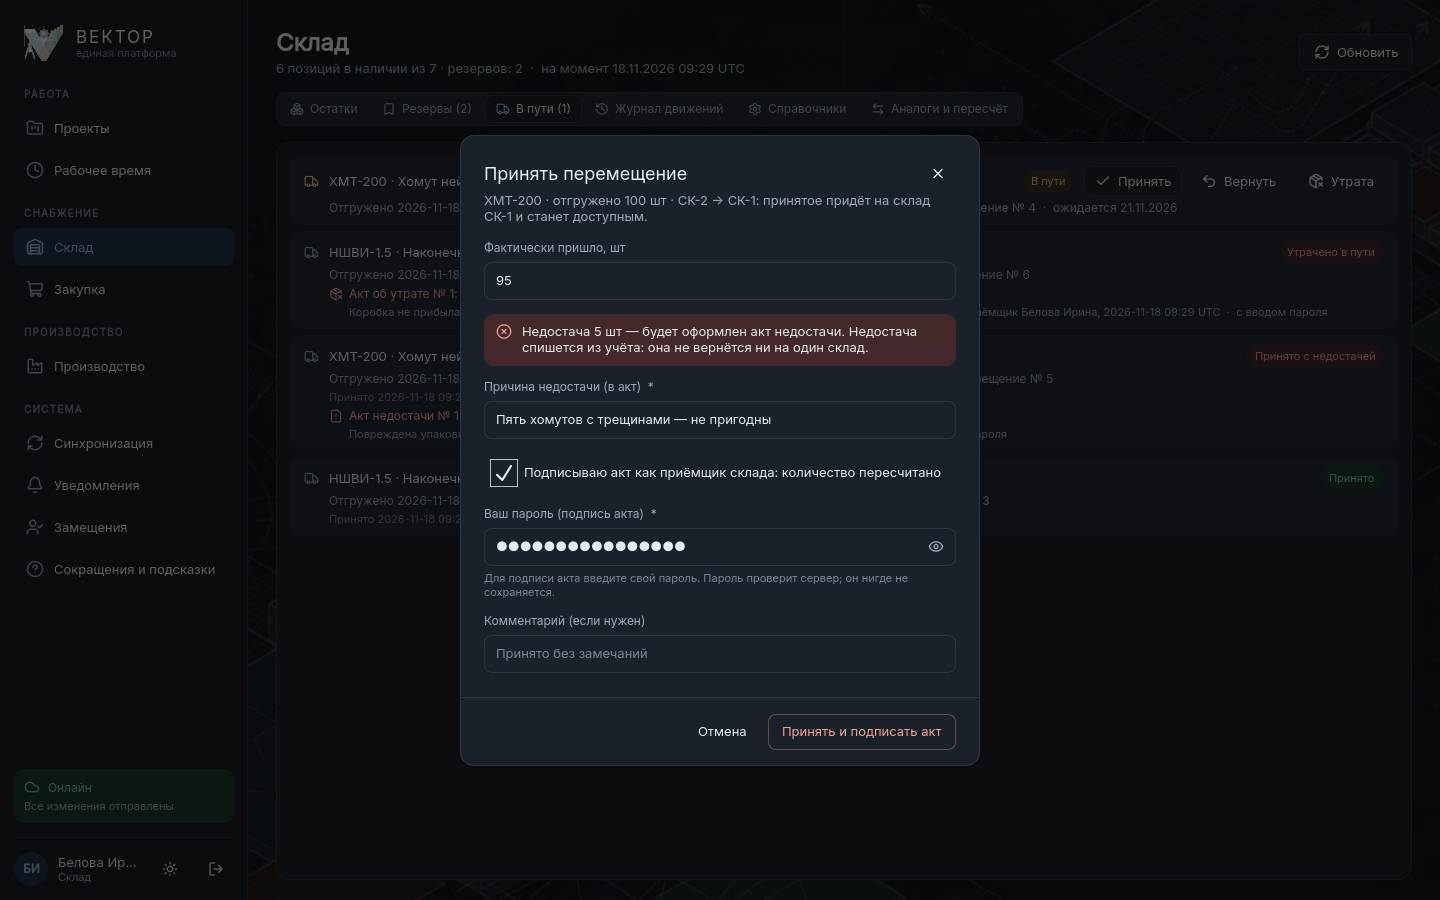 ВЕКТОР
единая платформа
РАБОТА
Проекты
Рабочее время
СНАБЖЕНИЕ
Склад
Закупка
ПРОИЗВОДСТВО
Производство
СИСТЕМА
Синхронизация
Уведомления
Замещения
Сокращения и подсказки
Онлайн
Все изменения отправлены
БИ
Белова Ир...
Склад
Склад
6 позиций в наличии из 7 · резервов: 2 · на момент 18.11.2026 09:29 UTC
Обновить
Остатки
Резервы (2)
В пути (1)
Журнал движений
Справочники
Аналоги и пересчёт
ХМТ-200 · Хомут ней
В пути
Принять
Вернуть
Утрата
Отгружено 2026-11-18
ение № 4 · ожидается 21.11.2026
НШВИ-1.5 · Наконечн
Утрачено в пути
Отгружено 2026-11-18
ние № 6
Акт об утрате № 1:
Коробка не прибыла
ёмщик Белова Ирина, 2026-11-18 09:29 UTC · с вводом пароля
ХМТ-200 · Хомут ней
Принято с недостачей
Отгружено 2026-11-18
ещение № 5
Принято 2026-11-18 09:2
Акт недостачи № 1
Повреждена упаковк
ароля
НШВИ-1.5 · Наконечн
Принято
Отгружено 2026-11-18
3
Принято 2026-11-18 09:2
Принять перемещение
ХМТ-200 · отгружено 100 шт · СК-2 → СК-1: принятое придёт на склад
СК-1 и станет доступным.
Фактически пришло, шт
95
Недостача 5 шт — будет оформлен акт недостачи. Недостача
спишется из учёта: она не вернётся ни на один склад.
Причина недостачи (в акт) *
Пять хомутов с трещинами — не пригодны
Подписываю акт как приёмщик склада: количество пересчитано
Ваш пароль (подпись акта) *
Для подписи акта введите свой пароль. Пароль проверит сервер; он нигде не
сохраняется.
Комментарий (если нужен)
Принято без замечаний
Отмена
Принять и подписать акт